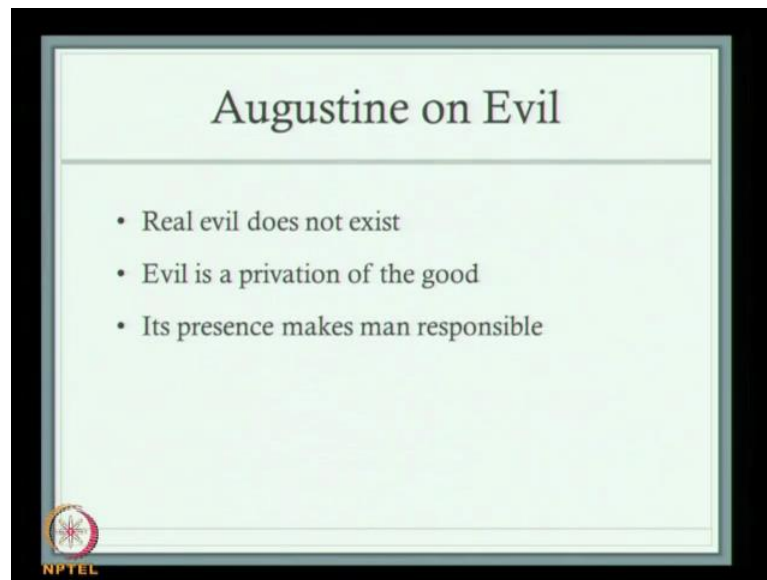 Augustine on Evil
• Real evil does not exist
• Evil is a privation of the good
• Its presence makes man responsible
NPTEL